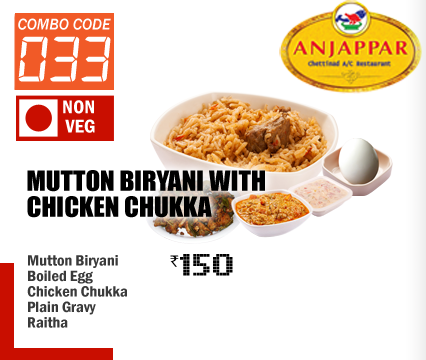 COMBO CODE
033
NON
VEG
ANJAPPAR
Chettinad A/C Restaurant
MUTTON BIRYANI WITH
CHICKEN CHUKKA
₹150
Mutton Biryani
Boiled Egg
Chicken Chukka
Plain Gravy
Raitha